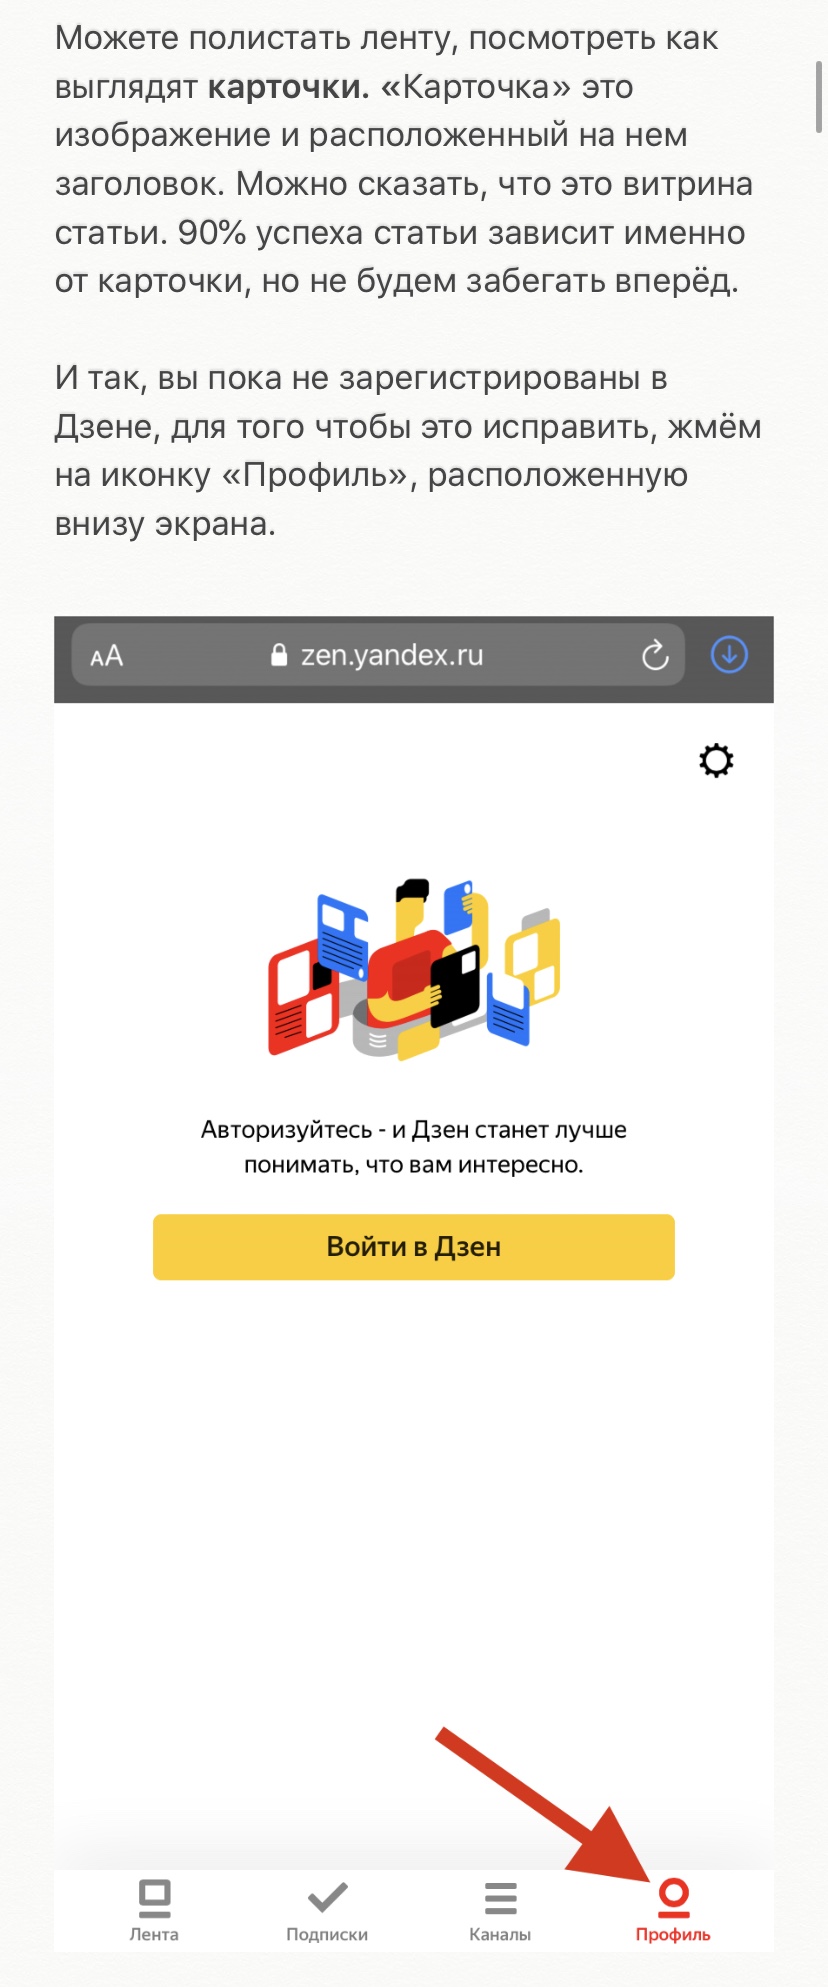 Можете полистать ленту, посмотреть как
выглядят карточки. «Карточка» это
изображение и расположенный на нем
заголовок. Можно сказать, что это витрина
статьи. 90% успеха статьи зависит именно
от карточки, но не будем забегать вперёд.
И так, вы пока не зарегистрированы в
Дзене, для того чтобы это исправить, жмём
на иконку «Профиль», расположенную
внизу экрана.
AA zen.yandex.ru
Авторизуйтесь - и Дзен станет лучше
понимать, что вам интересно.
Войти в Дзен
Лента Подписки Каналы Профиль